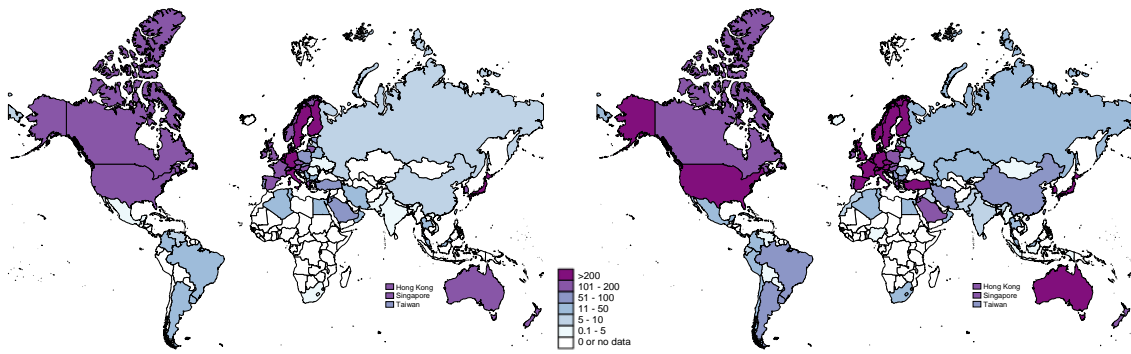 Hong Kong
Singapore
Taiwan
>200
101 - 200
51 - 100
11 - 50
5 - 10
0.1 - 5
0 or no data
Hong Kong
Singapore
Taiwan